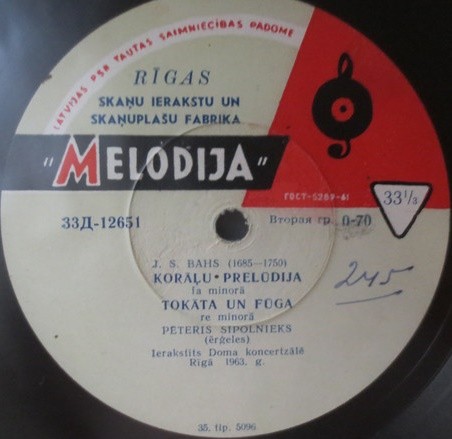 LATVIJAS PSR TAUTAS SAIMNIECĪBAS PADOME
RĪGAS
SKAŅU IERAKSTU UN
SKAŅUPLAŠU FABRIKA
"MELODIJA"
ГОСТ-5289-61
33⅓
33Д-12651
Вторая гр. 0-70
J. S. BAHS (1685—1750)
KORĀĻU • PRELŪDIJA
fa minorā
TOKĀTA UN FŪGA
re minorā
PĒTERIS SĪPOLNIEKS
(ērģeles)
Ierakstīts Doma koncertzālē
Rīgā 1963. g.
245
35. tip. 5096